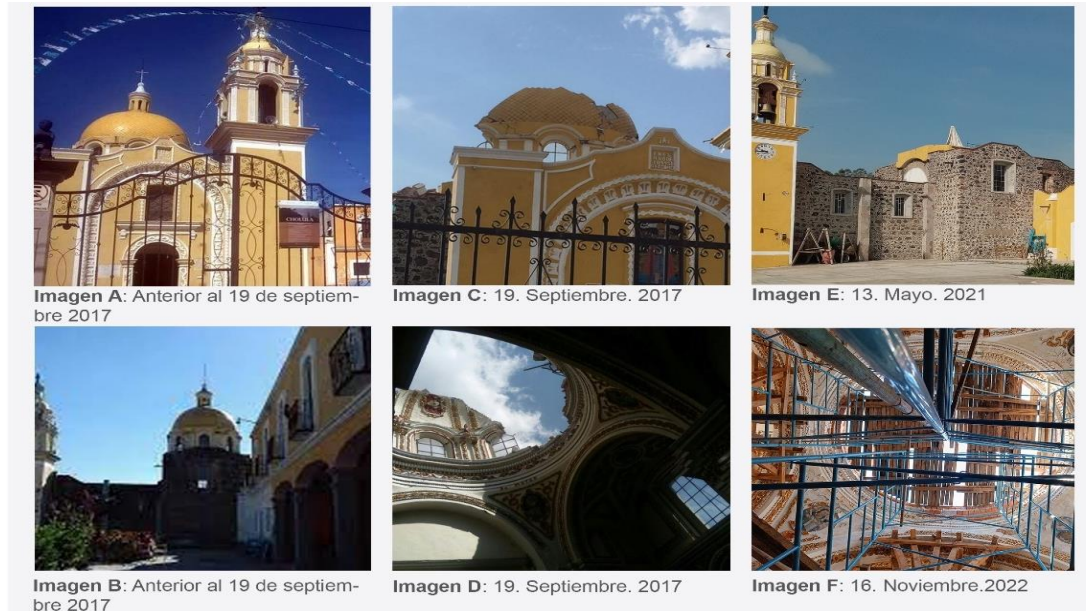 CHOLULA
Imagen A: Anterior al 19 de septiem-
bre 2017
Imagen C: 19. Septiembre. 2017
Imagen E: 13. Mayo. 2021
Imagen B: Anterior al 19 de septiem-
bre 2017
Imagen D: 19. Septiembre. 2017
Imagen F: 16. Noviembre.2022